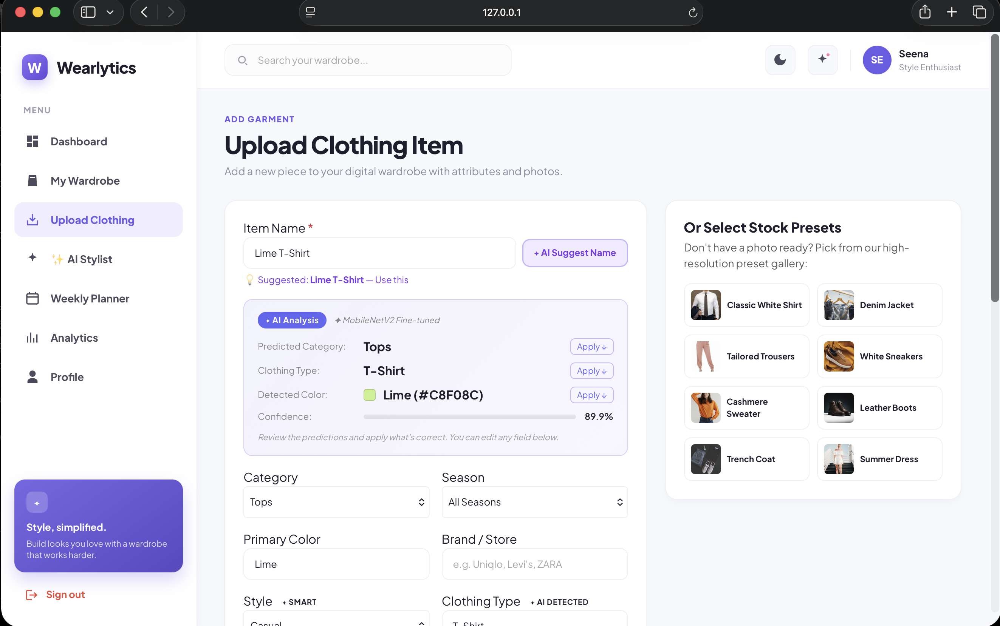 127.0.0.1
W Wearlytics
Search your wardrobe...
SE
Seena
Style Enthusiast
MENU
Dashboard
My Wardrobe
Upload Clothing
✨ AI Stylist
Weekly Planner
Analytics
Profile
Style, simplified.
Build looks you love with a wardrobe
that works harder.
Sign out
ADD GARMENT
Upload Clothing Item
Add a new piece to your digital wardrobe with attributes and photos.
Item Name *
Lime T-Shirt
✦ AI Suggest Name
💡 Suggested: Lime T-Shirt — Use this
✦ AI Analysis
✦ MobileNetV2 Fine-tuned
Predicted Category: Tops Apply ↓
Clothing Type: T-Shirt Apply ↓
Detected Color: Lime (#C8F08C) Apply ↓
Confidence: 89.9%
Review the predictions and apply what's correct. You can edit any field below.
Category
Tops
Season
All Seasons
Primary Color
Lime
Brand / Store
e.g. Uniqlo, Levi's, ZARA
Style ✦ SMART
Casual
Clothing Type ✦ AI DETECTED
T-Shirt
Or Select Stock Presets
Don't have a photo ready? Pick from our high-
resolution preset gallery:
Classic White Shirt
Denim Jacket
Tailored Trousers
White Sneakers
Cashmere
Sweater
Leather Boots
Trench Coat
Summer Dress